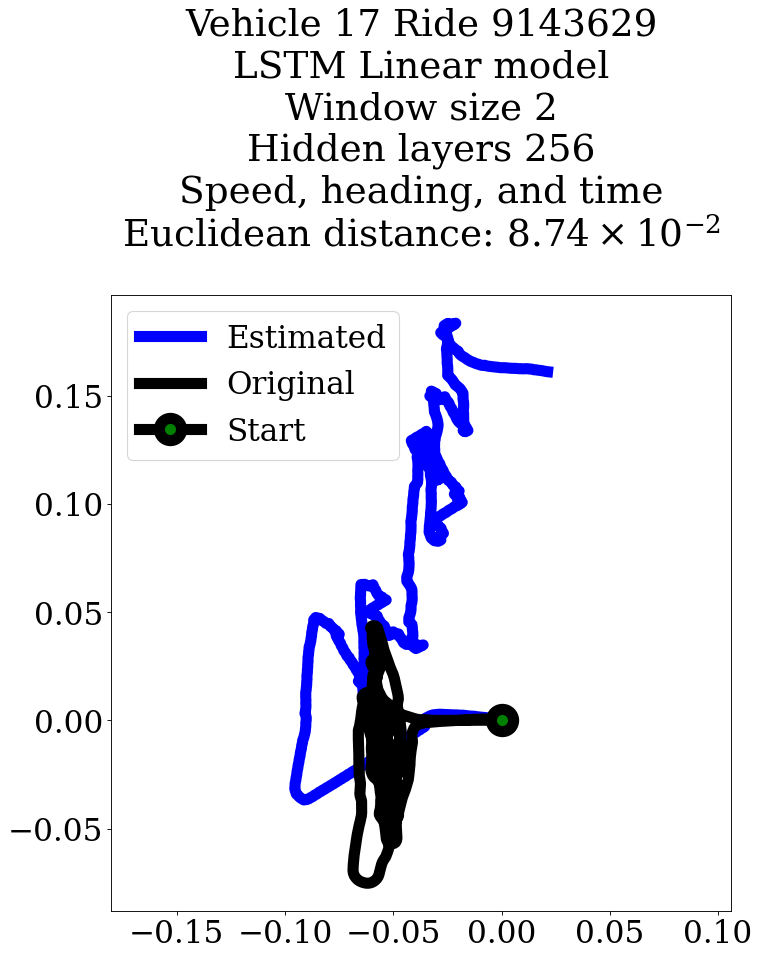 Vehicle 17 Ride 9143629
LSTM Linear model
Window size 2
Hidden layers 256
Speed, heading, and time
Euclidean distance: 8.74 × 10⁻²
Estimated
Original
Start
0.15
0.10
0.05
0.00
−0.05
−0.15 −0.10 −0.05 0.00 0.05 0.10